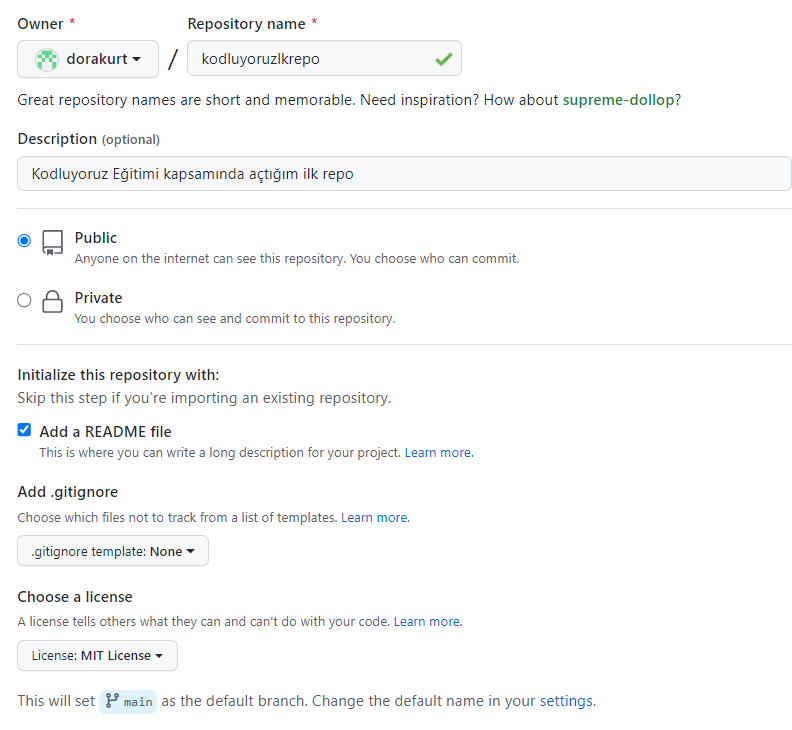 Owner * Repository name *
dorakurt / kodluyoruzIkrepo
Great repository names are short and memorable. Need inspiration? How about supreme-dollop?
Description (optional)
Kodluyoruz Eğitimi kapsamında açtığım ilk repo
Public
Anyone on the internet can see this repository. You choose who can commit.
Private
You choose who can see and commit to this repository.
Initialize this repository with:
Skip this step if you’re importing an existing repository.
Add a README file
This is where you can write a long description for your project. Learn more.
Add .gitignore
Choose which files not to track from a list of templates. Learn more.
.gitignore template: None
Choose a license
A license tells others what they can and can't do with your code. Learn more.
License: MIT License
This will set main as the default branch. Change the default name in your settings.